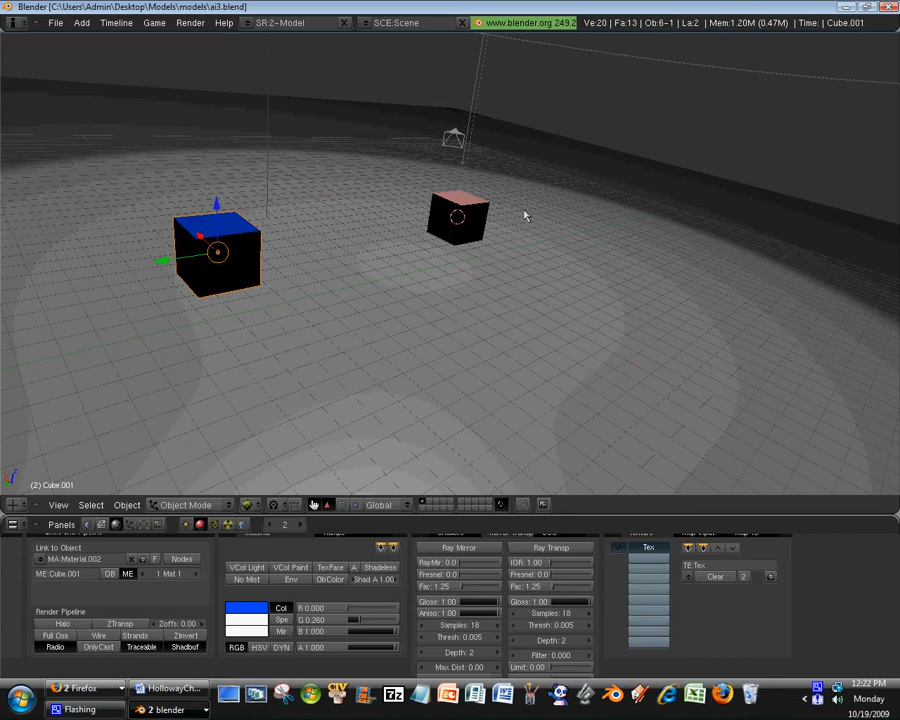 Blender [C:\Users\Admin\Desktop\Models\models\ai3.blend]
File Add Timeline Game Render Help SR:2-Model SCE:Scene www.blender.org 249.2 Ve:20 | Fa:13 | Ob:6-1 | La:2 | Mem:1.20M (0.47M) | Time: | Cube.001
(2) Cube.001
View Select Object Object Mode Global
Panels 2
Link to Object
MA:Material.002 X F Nodes
ME:Cube.001 OB ME 1 Mat 1
Render Pipeline
Halo ZTransp Zoffs: 0.00
Full Osa Wire Strands ZInvert
Radio OnlyCast Traceable Shadbuf
VCol Light VCol Paint TexFace A Shadeless
No Mist Env ObColor Shad A 1.00
Col R 0.000
Spe G 0.260
Mir B 1.000
RGB HSV DYN A 1.000
Ray Mirror Ray Transp
RayMir: 0.0 IOR: 1.00
Fresnel: 0.0 Fresnel: 0.0
Fac: 1.25 Fac: 1.25
Gloss: 1.00 Gloss: 1.00
Aniso: 1.00 Samples: 18
Samples: 18 Thresh: 0.005
Thresh: 0.005 Depth: 2
Depth: 2 Filter: 0.000
Max Dist: 0.00 Limit: 0.00
Tex
TE:Tex
Clear 2
2 Firefox HollowayCh...
Flashing 2 blender
CIV
7z
12:22 PM
Monday
10/19/2009